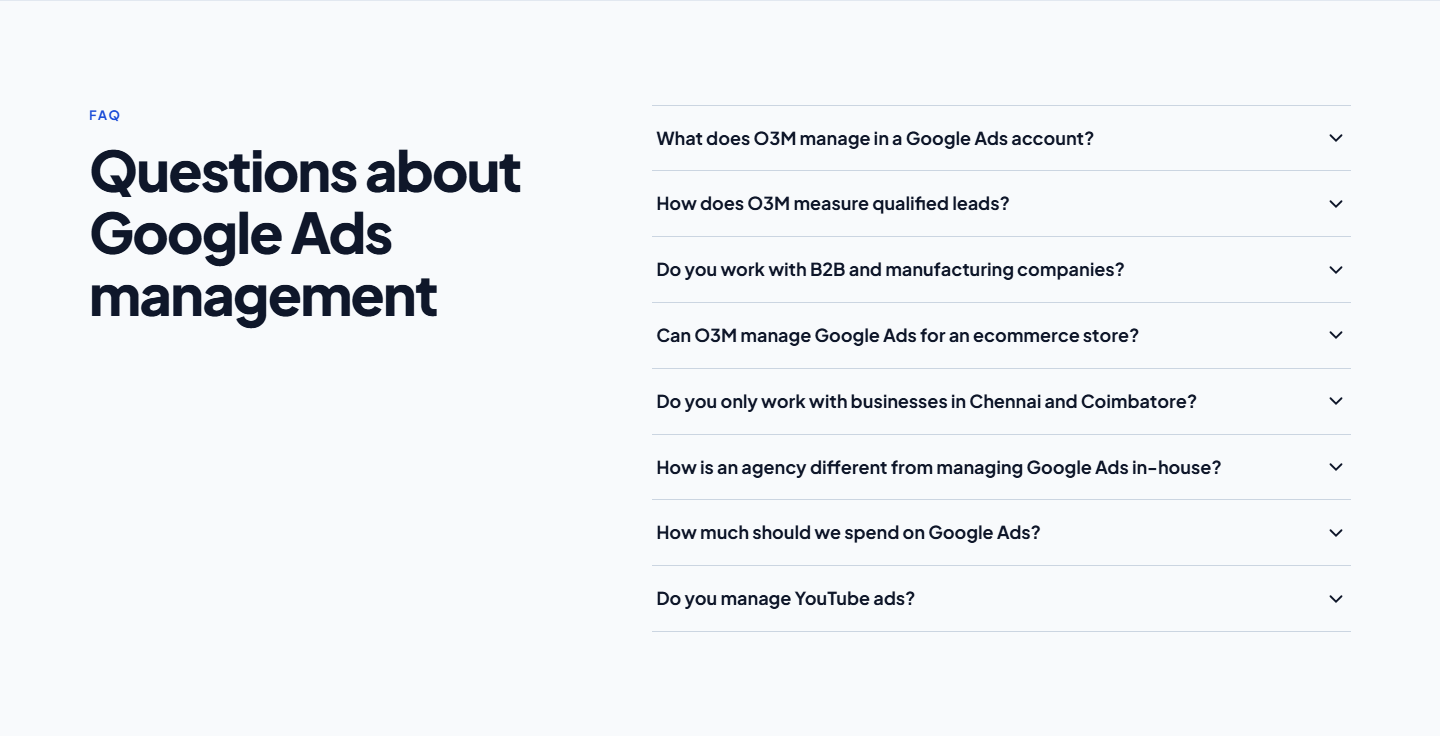 FAQ
Questions about
Google Ads
management
What does O3M manage in a Google Ads account?
How does O3M measure qualified leads?
Do you work with B2B and manufacturing companies?
Can O3M manage Google Ads for an ecommerce store?
Do you only work with businesses in Chennai and Coimbatore?
How is an agency different from managing Google Ads in-house?
How much should we spend on Google Ads?
Do you manage YouTube ads?